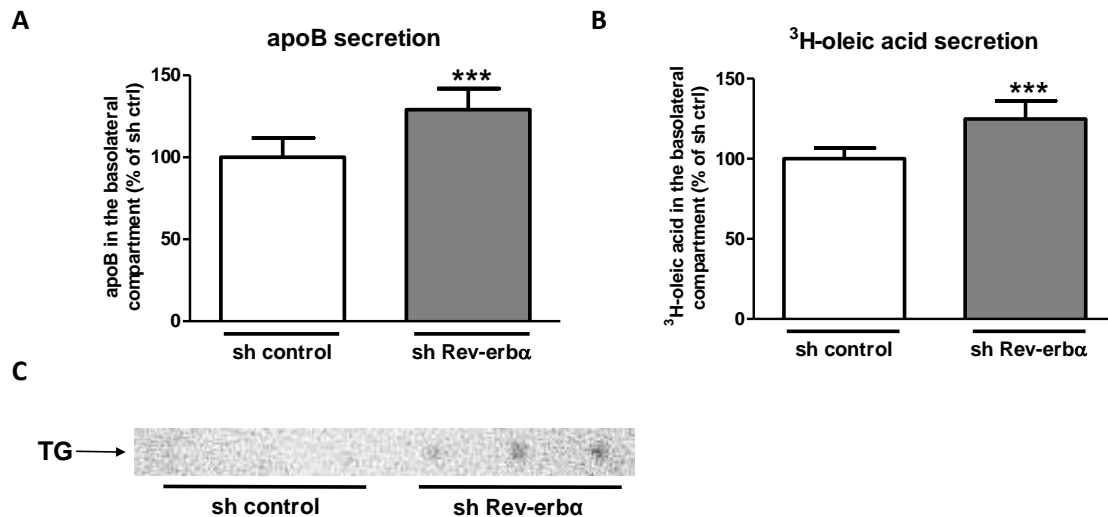 A
apoB secretion
apoB in the basolateral
compartment (% of sh ctrl)
150
100
50
0
***
sh control
sh Rev-erbα
B
³H-oleic acid secretion
³H-oleic acid in the basolateral
compartment (% of sh ctrl)
150
100
50
0
***
sh control
sh Rev-erbα
C
TG
sh control
sh Rev-erbα